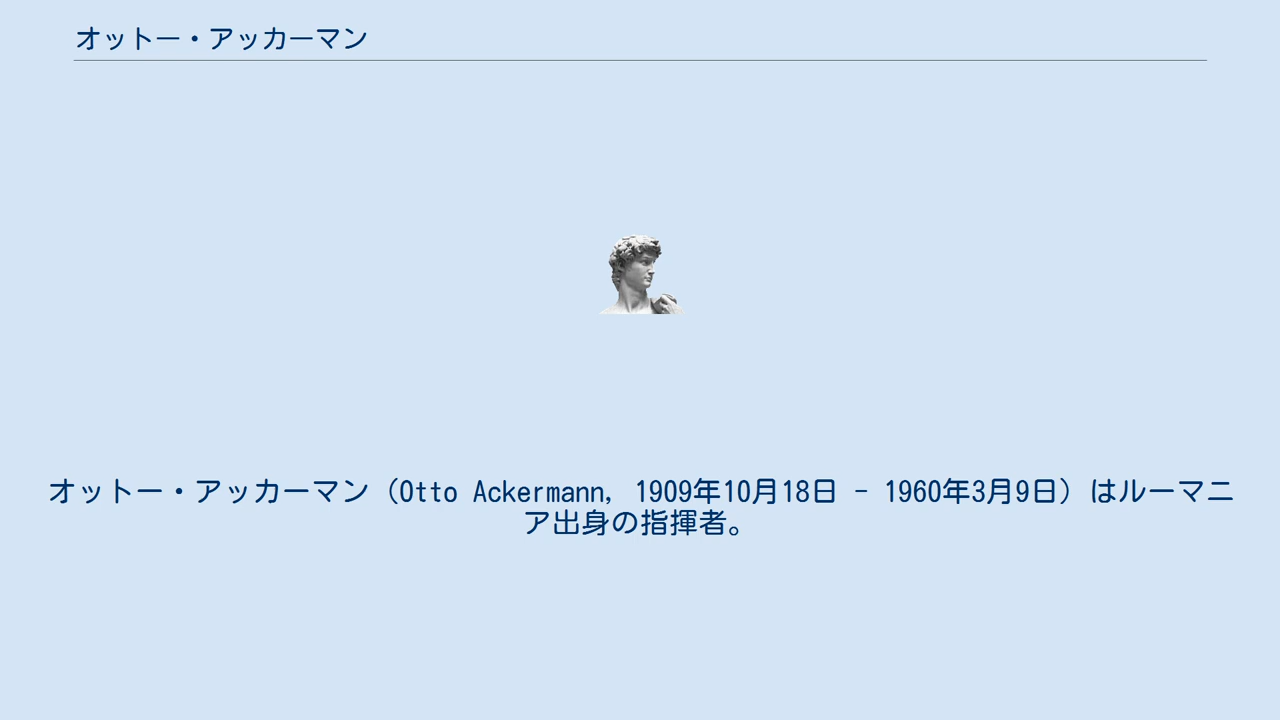 オットー・アッカーマン
オットー・アッカーマン（Otto Ackermann, 1909年10月18日 - 1960年3月9日）はルーマニ
ア出身の指揮者。